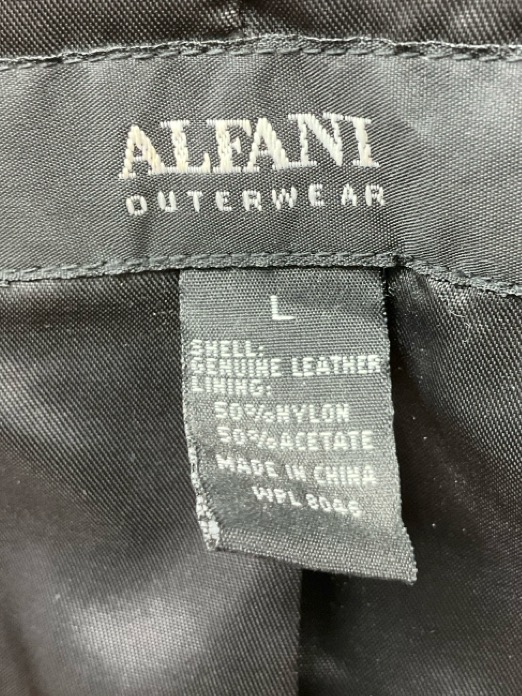 ALFANI
OUTERWEAR
L
SHELL:
GENUINE LEATHER
LINING:
50%NYLON
50%ACETATE
MADE IN CHINA
WPL 8046